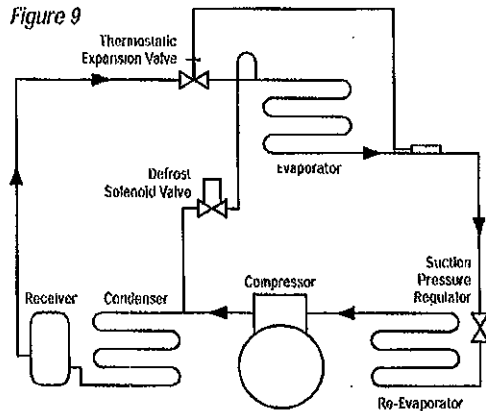 Figure 9
Thermostatic
Expansion Valve
Evaporator
Defrost
Solenoid Valve
Suction
Pressure
Regulator
Compressor
Receiver
Condenser
Re-Evaporator